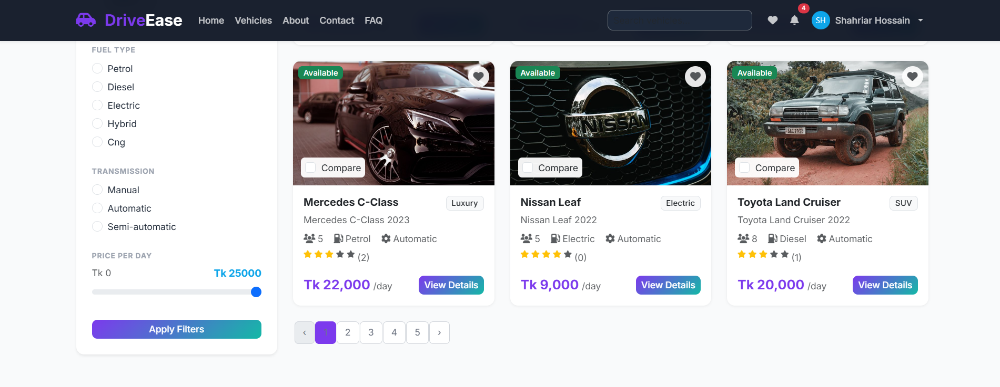 DriveEase
Home Vehicles About Contact FAQ
4
SH Shahriar Hossain
FUEL TYPE
Petrol
Diesel
Electric
Hybrid
Cng
TRANSMISSION
Manual
Automatic
Semi-automatic
PRICE PER DAY
Tk 0 Tk 25000
Apply Filters
Available
Compare
Mercedes C-Class Luxury
Mercedes C-Class 2023
5 Petrol Automatic
(2)
Tk 22,000 /day View Details
Available
NISSAN
Compare
Nissan Leaf Electric
Nissan Leaf 2022
5 Electric Automatic
(0)
Tk 9,000 /day View Details
Available
TOYOTA
Compare
Toyota Land Cruiser SUV
Toyota Land Cruiser 2022
8 Diesel Automatic
(1)
Tk 20,000 /day View Details
‹ 1 2 3 4 5 ›